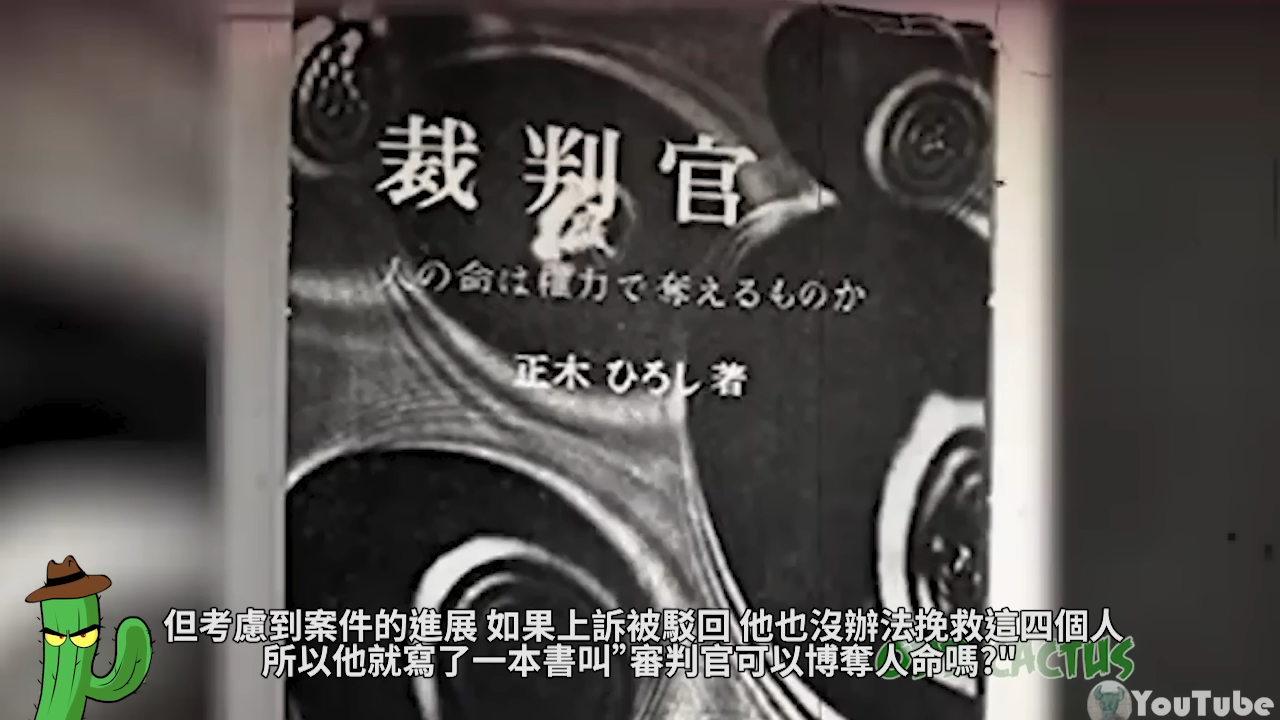 裁判官
人の命は権力で奪えるものか
正木ひろし著
但考慮到案件的進展 如果上訴被駁回 他也沒辦法挽救這四個人
所以他就寫了一本書叫”審判官可以博奪人命嗎?"
CACTUS
YouTube